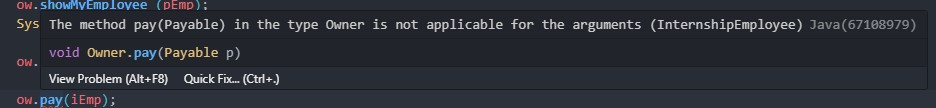 ow.showMyEmployee (pEmp);
Sys
The method pay(Payable) in the type Owner is not applicable for the arguments (InternshipEmployee) Java(67108979)
void Owner.pay(Payable p)
ow.
View Problem (Alt+F8) Quick Fix... (Ctrl+.)
ow.pay(iEmp);